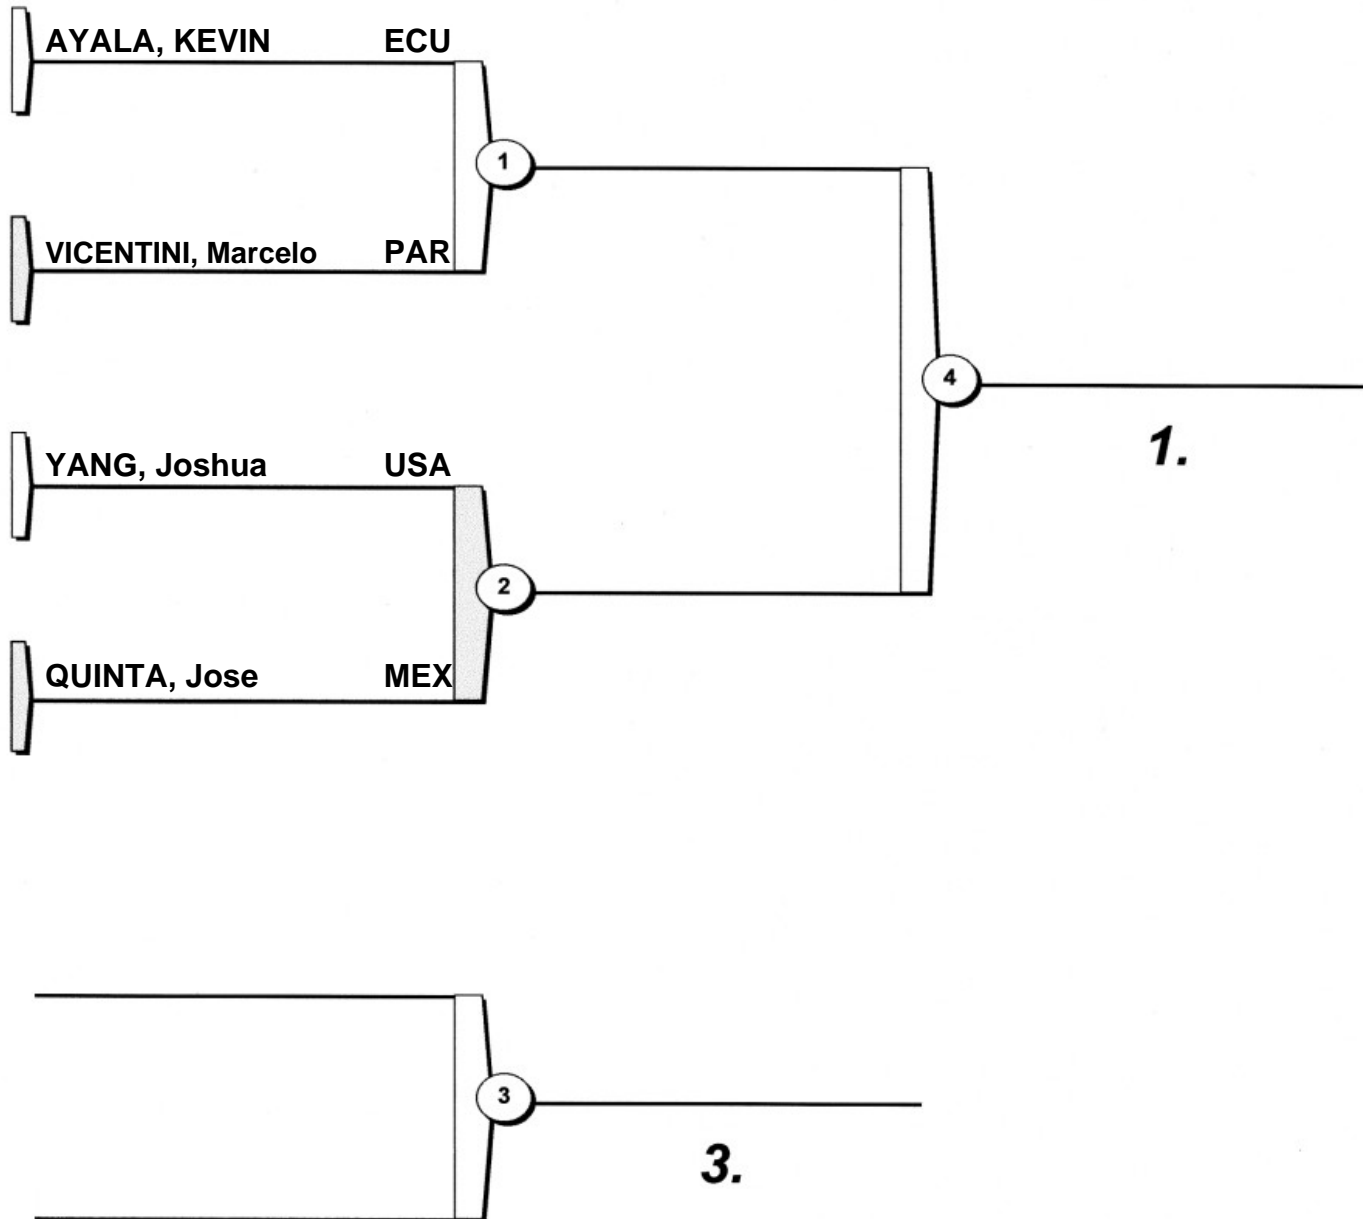 AYALA, KEVIN ECU
1
VICENTINI, Marcelo PAR
4
1.
YANG, Joshua USA
2
QUINTA, Jose MEX
3
3.